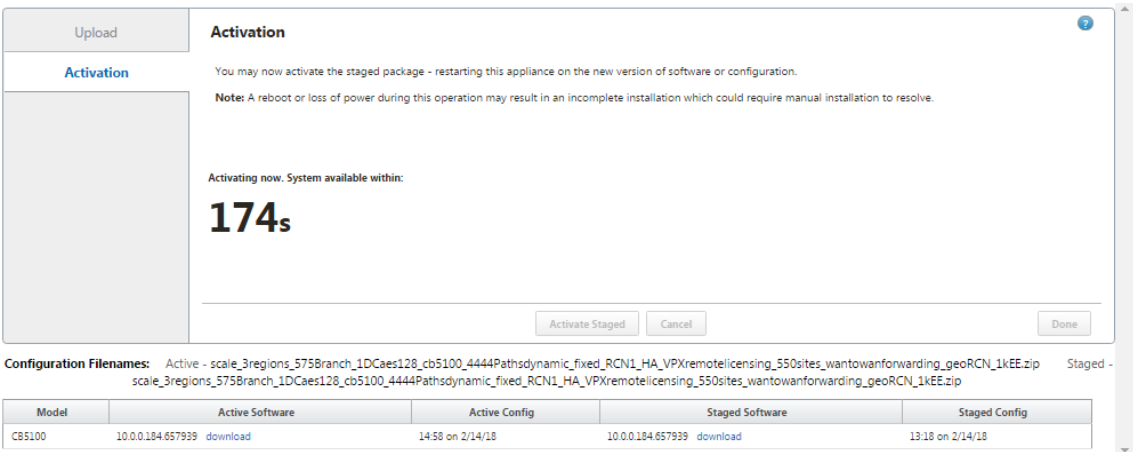 Upload
Activation
?
Activation
You may now activate the staged package - restarting this appliance on the new version of software or configuration.
Note: A reboot or loss of power during this operation may result in an incomplete installation which could require manual installation to resolve.
Activating now. System available within:
174s
Activate Staged Cancel Done
Configuration Filenames: Active - scale_3regions_575Branch_1DCaes128_cb5100_4444Pathsdynamic_fixed_RCN1_HA_VPXremotelicensing_550sites_wantowanforwarding_geoRCN_1kEE.zip Staged -
scale_3regions_575Branch_1DCaes128_cb5100_4444Pathsdynamic_fixed_RCN1_HA_VPXremotelicensing_550sites_wantowanforwarding_geoRCN_1kEE.zip
Model Active Software Active Config Staged Software Staged Config
CB5100 10.0.0.184.657939 download 14:58 on 2/14/18 10.0.0.184.657939 download 13:18 on 2/14/18